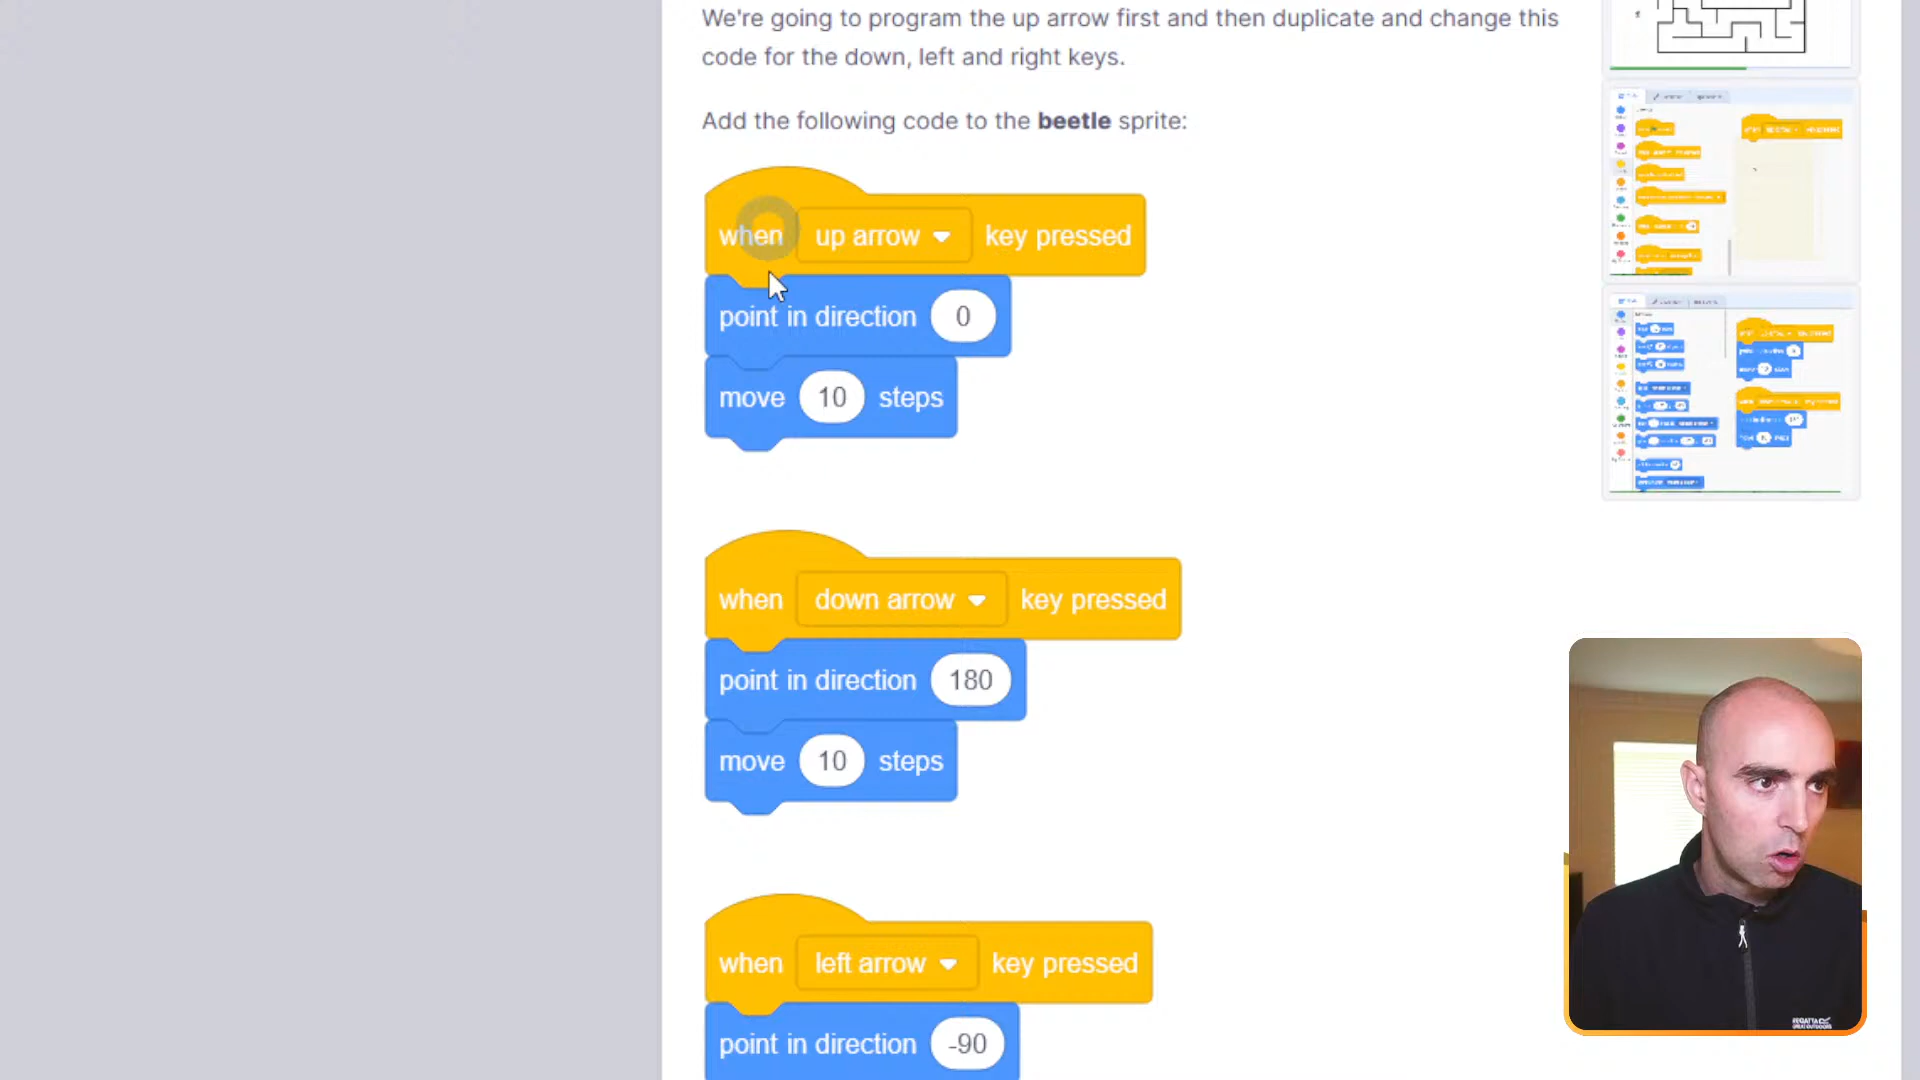 We're going to program the up arrow first and then duplicate and change this
code for the down, left and right keys.
Add the following code to the beetle sprite:
when up arrow key pressed
point in direction 0
move 10 steps
when down arrow key pressed
point in direction 180
move 10 steps
when left arrow key pressed
point in direction -90
REGATTA
GREAT OUTDOORS